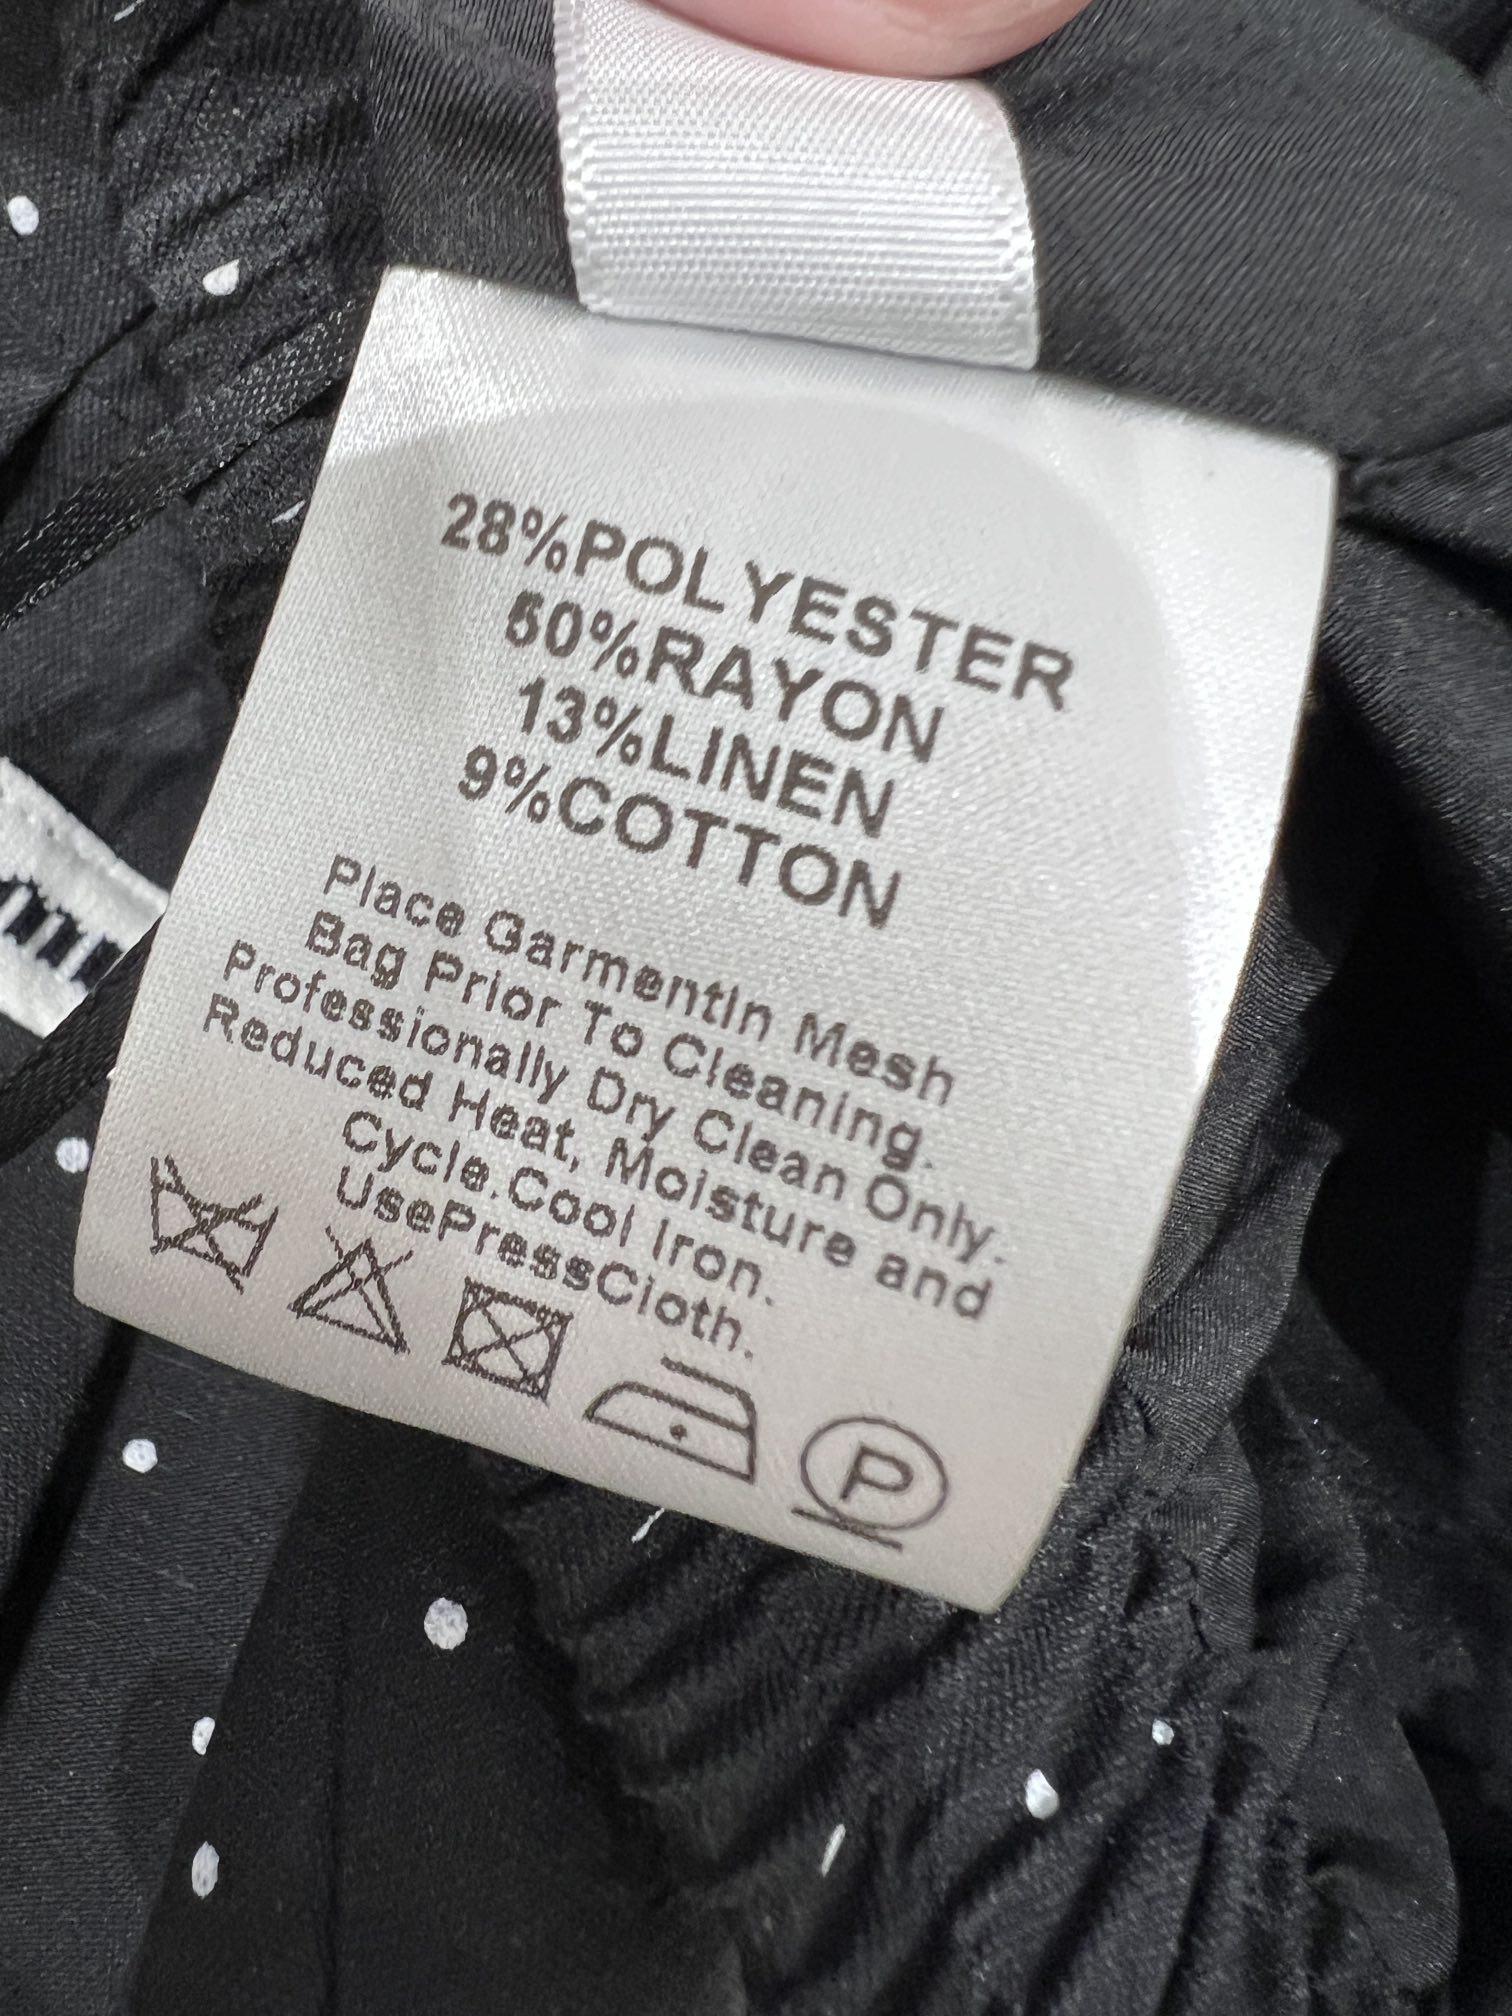 28%POLYESTER
50%RAYON
13%LINEN
9%COTTON
Place GarmentIn Mesh
Bag Prior To Cleaning.
Professionally Dry Clean Only.
Reduced Heat, Moisture and
Cycle.Cool Iron.
UsePressCloth.
P